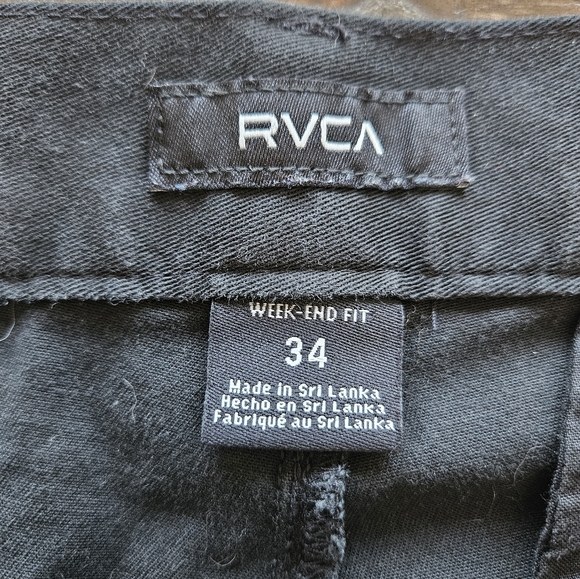 RVCA
WEEK-END FIT
34
Made in Sri Lanka
Hecho en Sri Lanka
Fabriqué au Sri Lanka